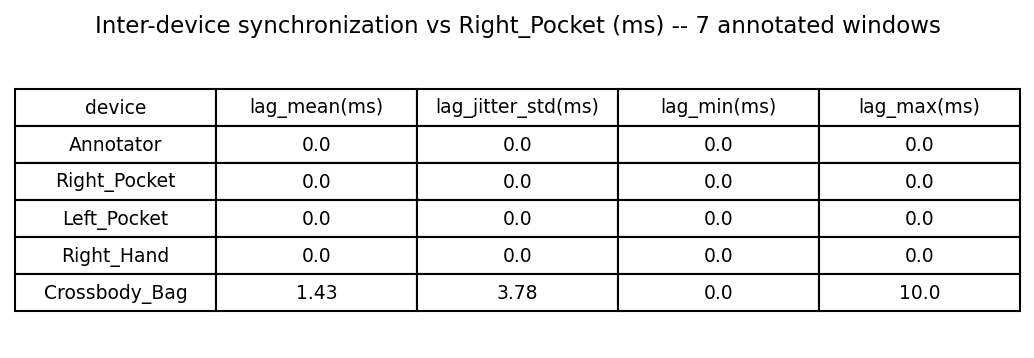 Inter-device synchronization vs Right_Pocket (ms) -- 7 annotated windows
device lag_mean(ms) lag_jitter_std(ms) lag_min(ms) lag_max(ms)
Annotator 0.0 0.0 0.0 0.0
Right_Pocket 0.0 0.0 0.0 0.0
Left_Pocket 0.0 0.0 0.0 0.0
Right_Hand 0.0 0.0 0.0 0.0
Crossbody_Bag 1.43 3.78 0.0 10.0